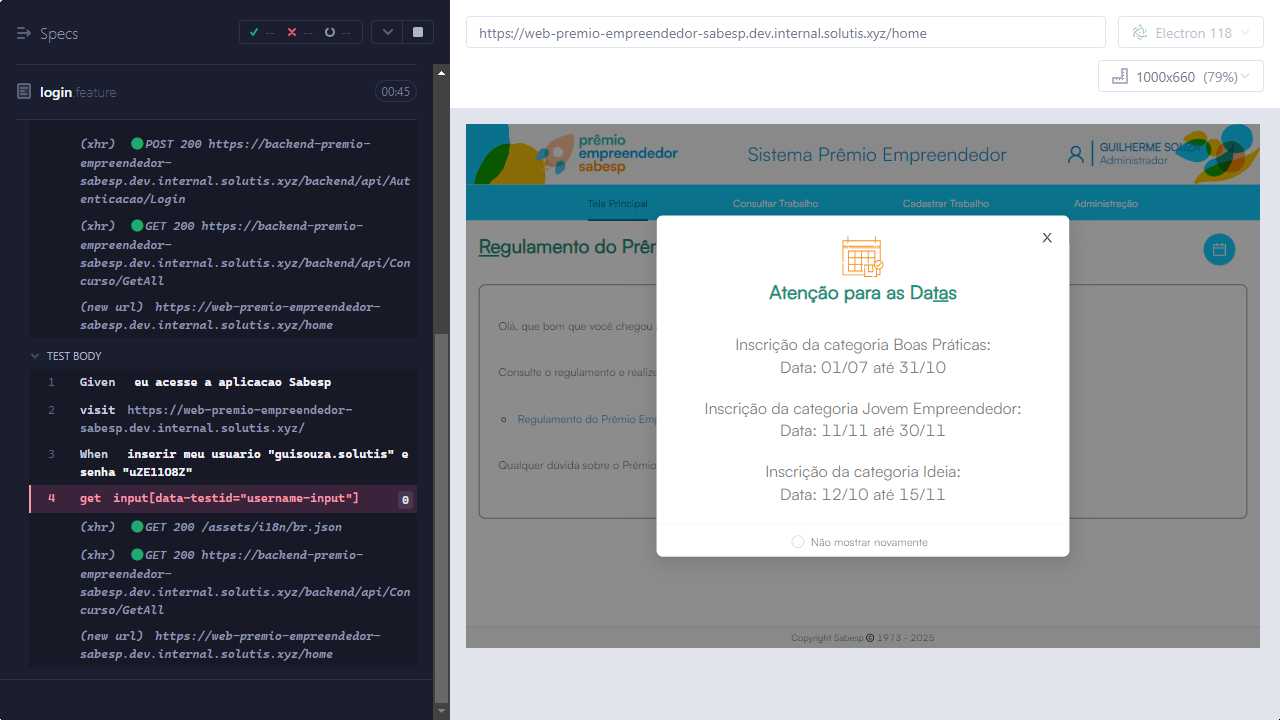 Specs
-- -- --
login.feature
00:45
(xhr) POST 200 https://backend-premio-
empreendedor-
sabesp.dev.internal.solutis.xyz/backend/api/Aut
enticacao/Login
(xhr) GET 200 https://backend-premio-
empreendedor-
sabesp.dev.internal.solutis.xyz/backend/api/Con
curso/GetAll
(new url) https://web-premio-empreendedor-
sabesp.dev.internal.solutis.xyz/home
TEST BODY
1 Given eu acesse a aplicacao Sabesp
2 visit https://web-premio-empreendedor-
sabesp.dev.internal.solutis.xyz/
3 When inserir meu usuario "guisouza.solutis" e
senha "uZE11O8Z"
4 get input[data-testid="username-input"] 0
(xhr) GET 200 /assets/i18n/br.json
(xhr) GET 200 https://backend-premio-
empreendedor-
sabesp.dev.internal.solutis.xyz/backend/api/Con
curso/GetAll
(new url) https://web-premio-empreendedor-
sabesp.dev.internal.solutis.xyz/home
https://web-premio-empreendedor-sabesp.dev.internal.solutis.xyz/home
Electron 118
1000x660 (79%)
prêmio
empreendedor
sabesp
Sistema Prêmio Empreendedor
GUILHERME SOUZA
Administrador
Tela Principal
Consultar Trabalho
Cadastrar Trabalho
Administração
Regulamento do Prêm
Olá, que bom que você chegou
Consulte o regulamento e realize
Regulamento do Prêmio Emp
Qualquer dúvida sobre o Prêmio
X
Atenção para as Datas
Inscrição da categoria Boas Práticas:
Data: 01/07 até 31/10
Inscrição da categoria Jovem Empreendedor:
Data: 11/11 até 30/11
Inscrição da categoria Ideia:
Data: 12/10 até 15/11
Não mostrar novamente
Copyright Sabesp © 1973 - 2025